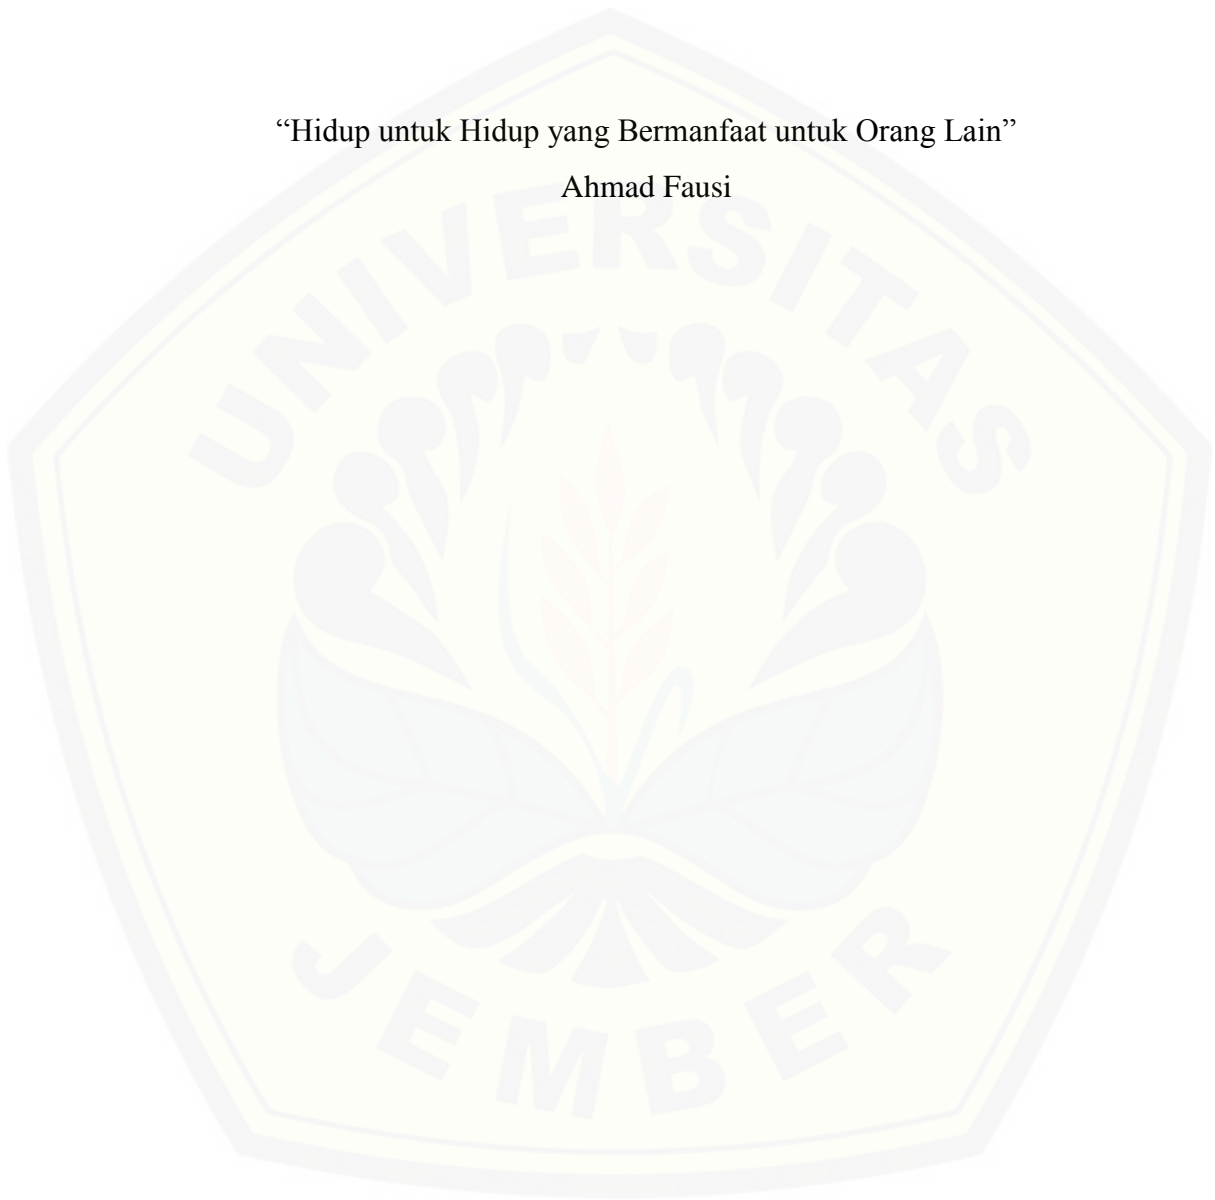 “Hidup untuk Hidup yang Bermanfaat untuk Orang Lain”
Ahmad Fausi
UNIVERSITAS
JEMBER